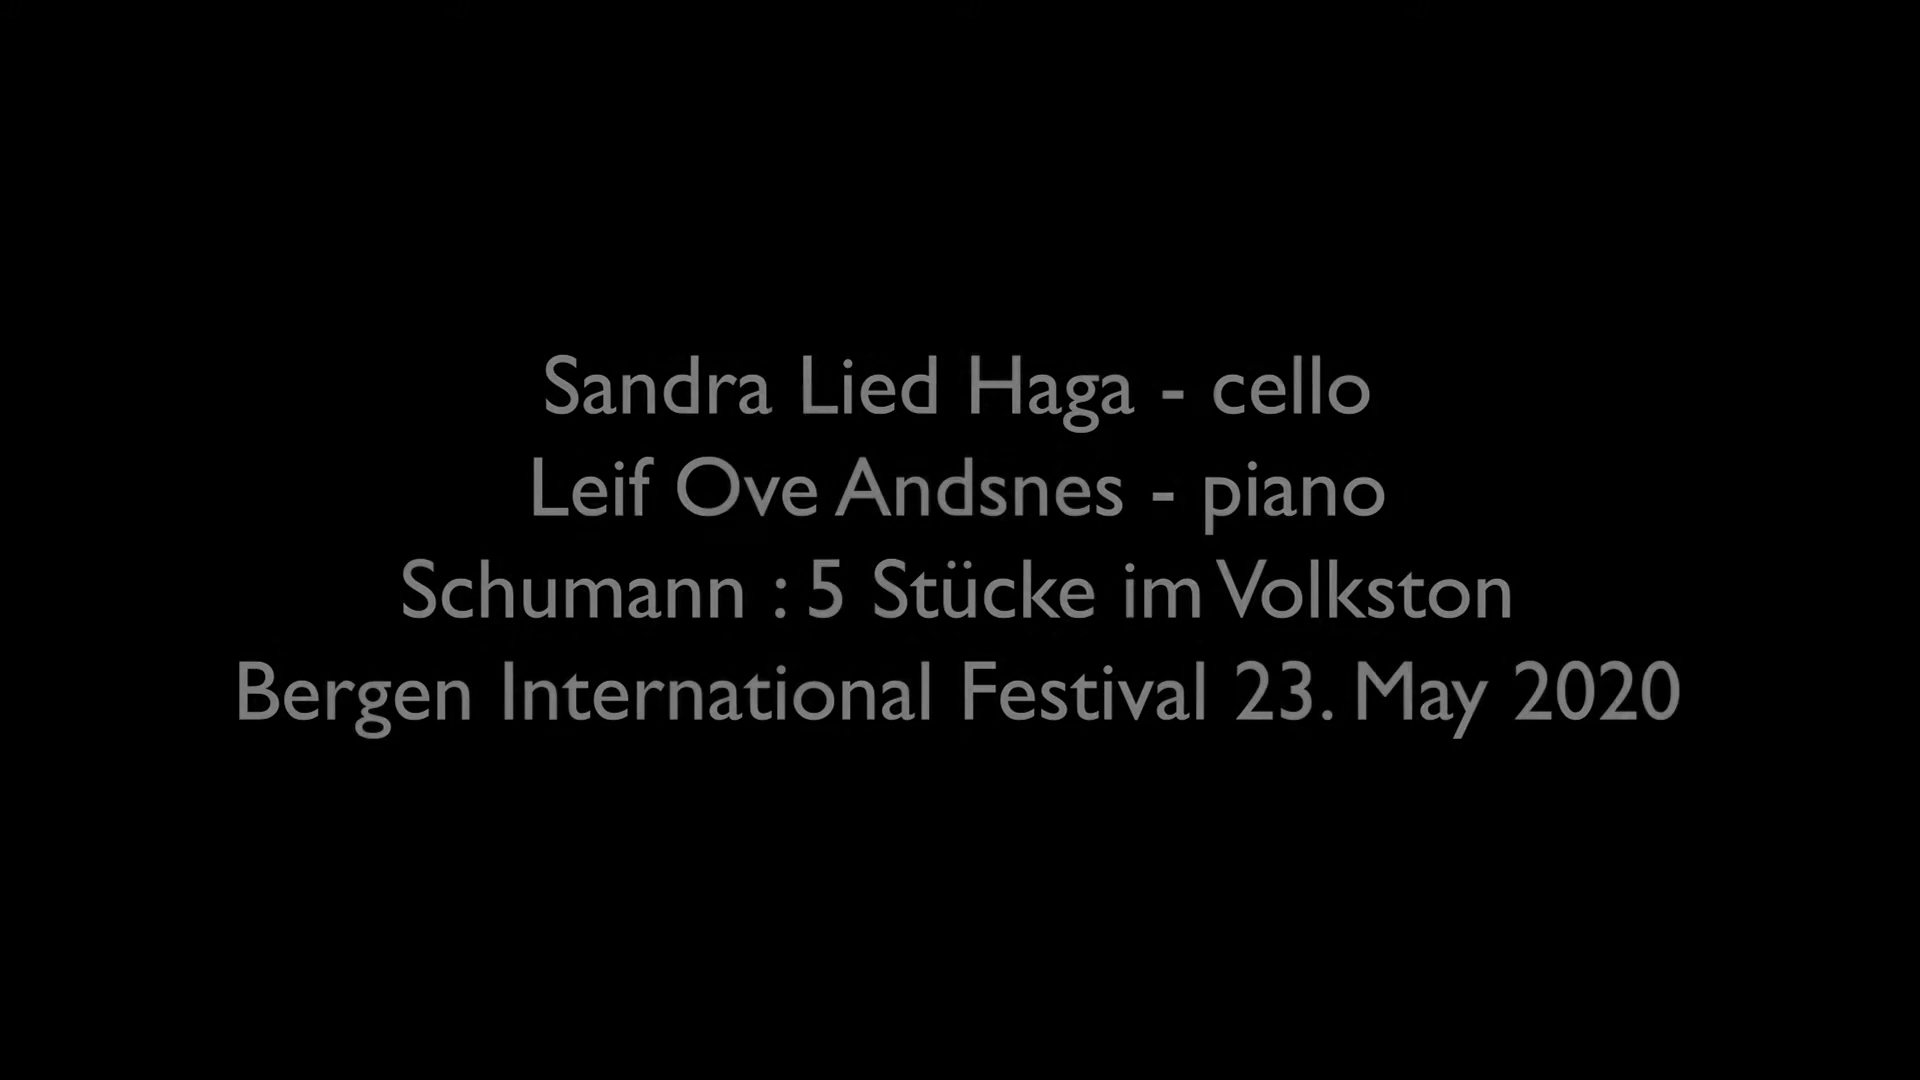 Sandra Lied Haga - cello
Leif Ove Andsnes - piano
Schumann : 5 Stücke im Volkston
Bergen International Festival 23. May 2020